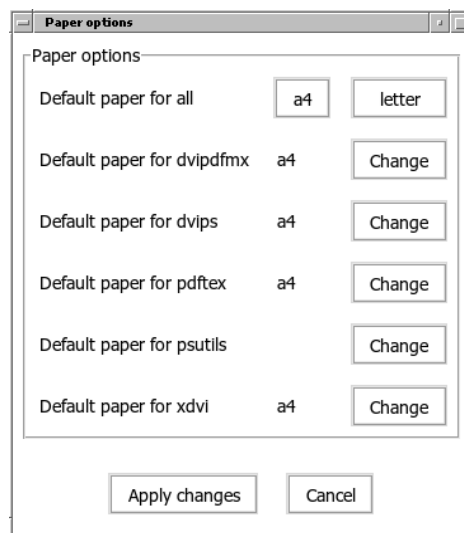 Paper options
Paper options
Default paper for all a4 letter
Default paper for dvipdfmx a4 Change
Default paper for dvips a4 Change
Default paper for pdftex a4 Change
Default paper for psutils Change
Default paper for xdvi a4 Change
Apply changes Cancel